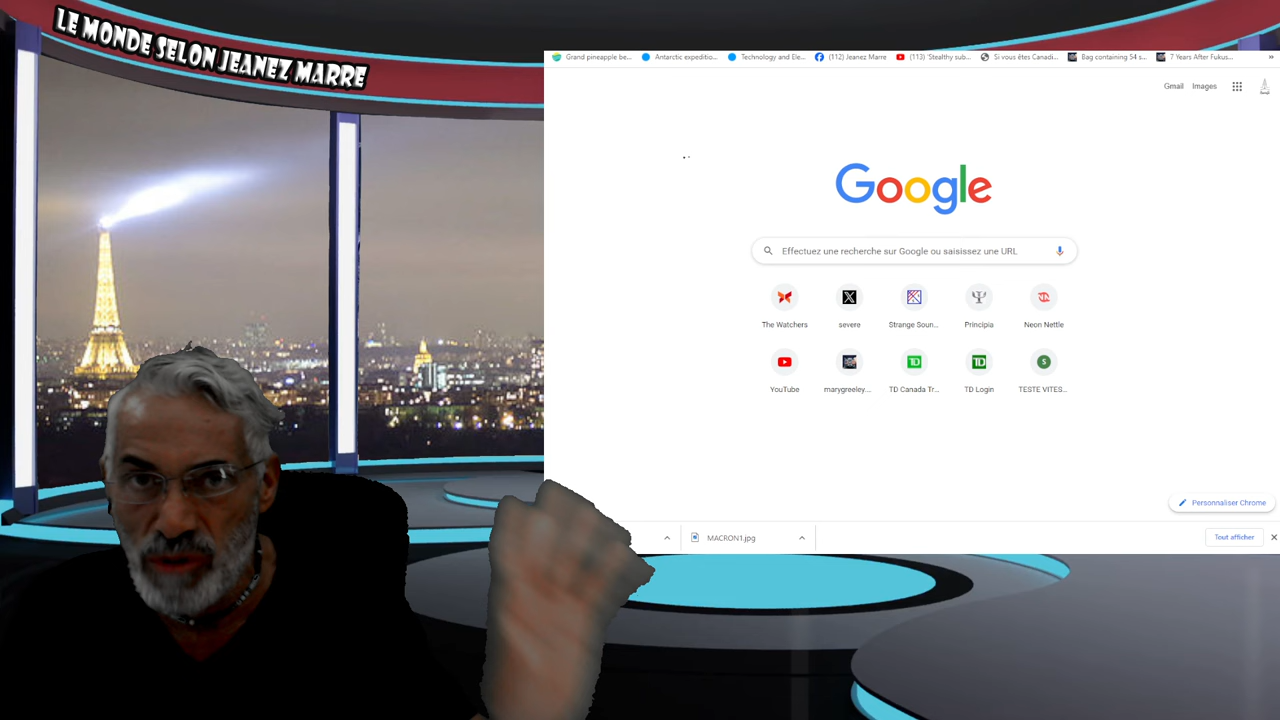 LE MONDE SELON JEANEZ MARRE
Grand pineapple be... Antarctic expeditio... Technology and Ele... (112) Jeanez Marre (113) 'Stealthy sub... Si vous êtes Canadi... Bag containing 54 s... 7 Years After Fukus... »
Gmail Images
Google
Effectuez une recherche sur Google ou saisissez une URL
The Watchers severe Strange Soun... Principia Neon Nettle
YouTube marygreeley.... TD Canada Tr... TD Login TESTE VITES...
Personnaliser Chrome
MACRON1.jpg Tout afficher